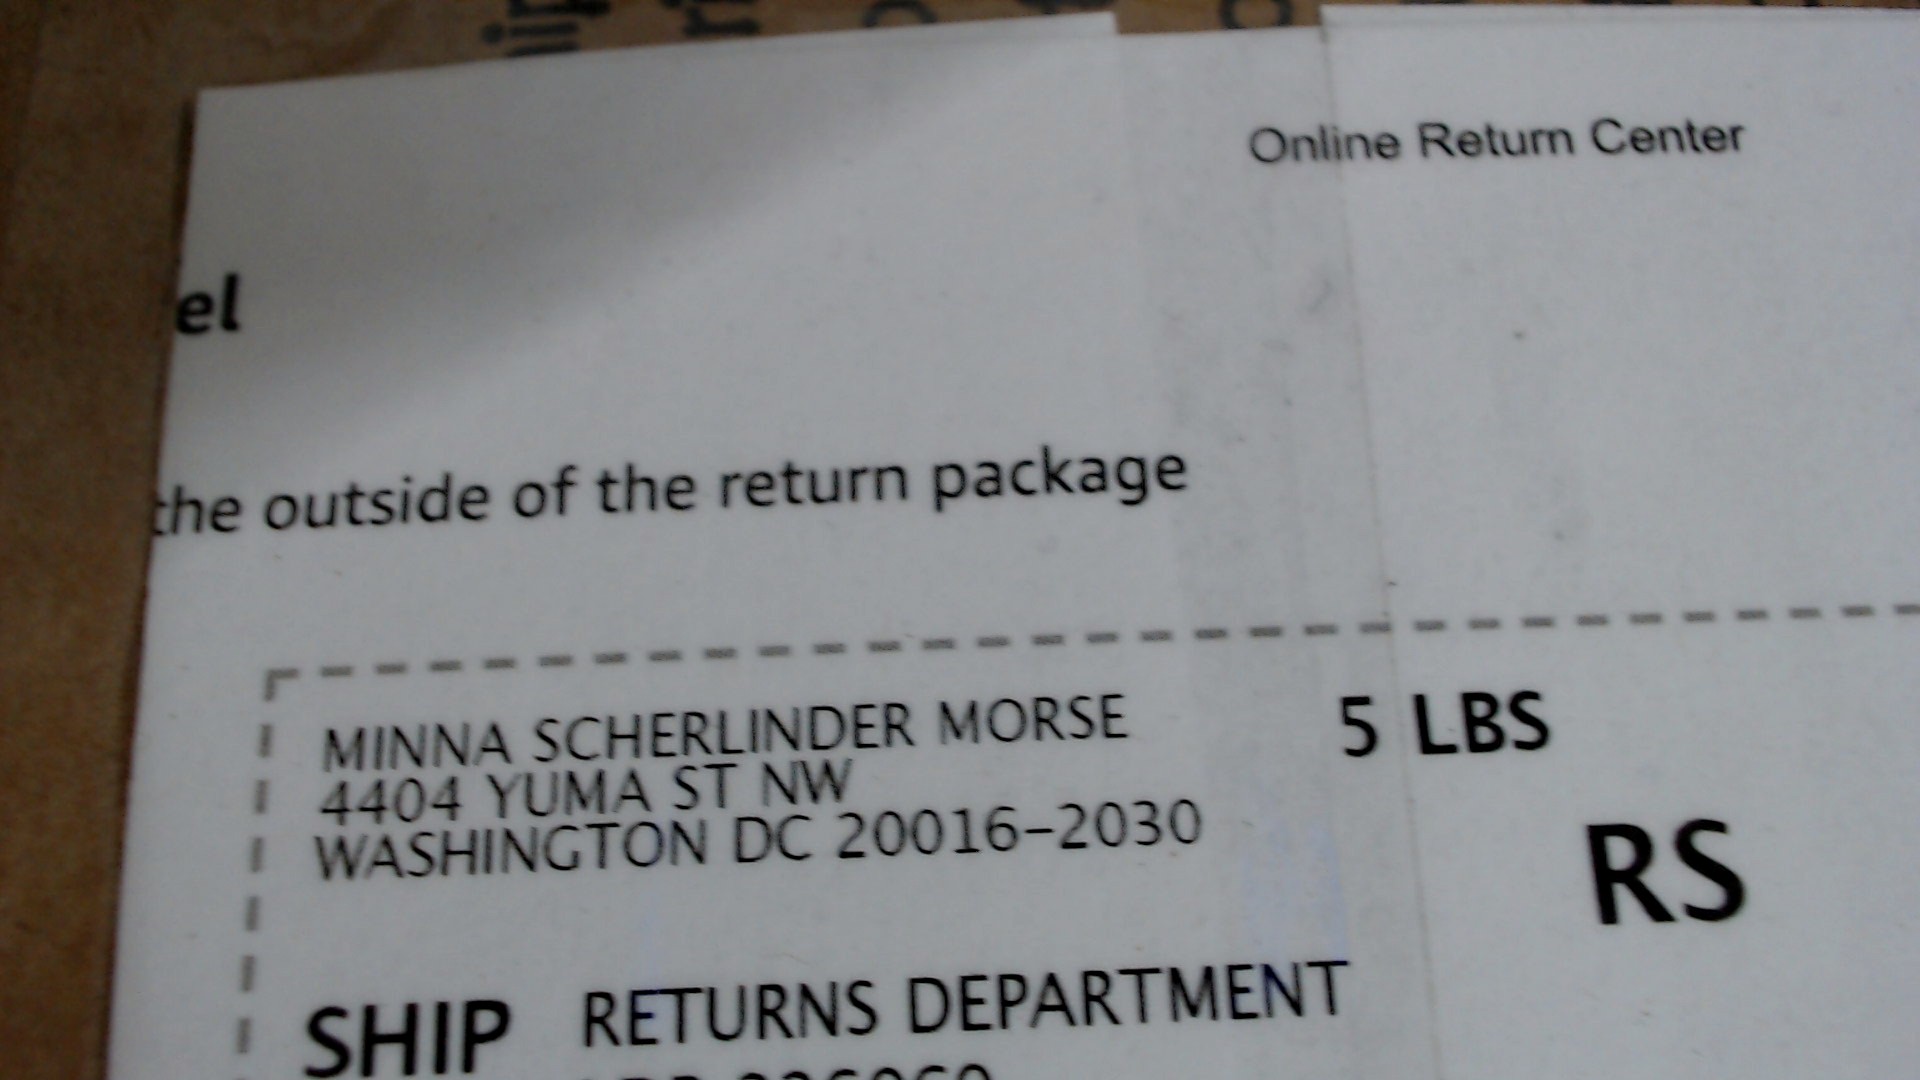 Online Return Center
el
the outside of the return package
MINNA SCHERLINDER MORSE
5 LBS
4404 YUMA ST NW
WASHINGTON DC 20016-2030
RS
SHIP
RETURNS DEPARTMENT